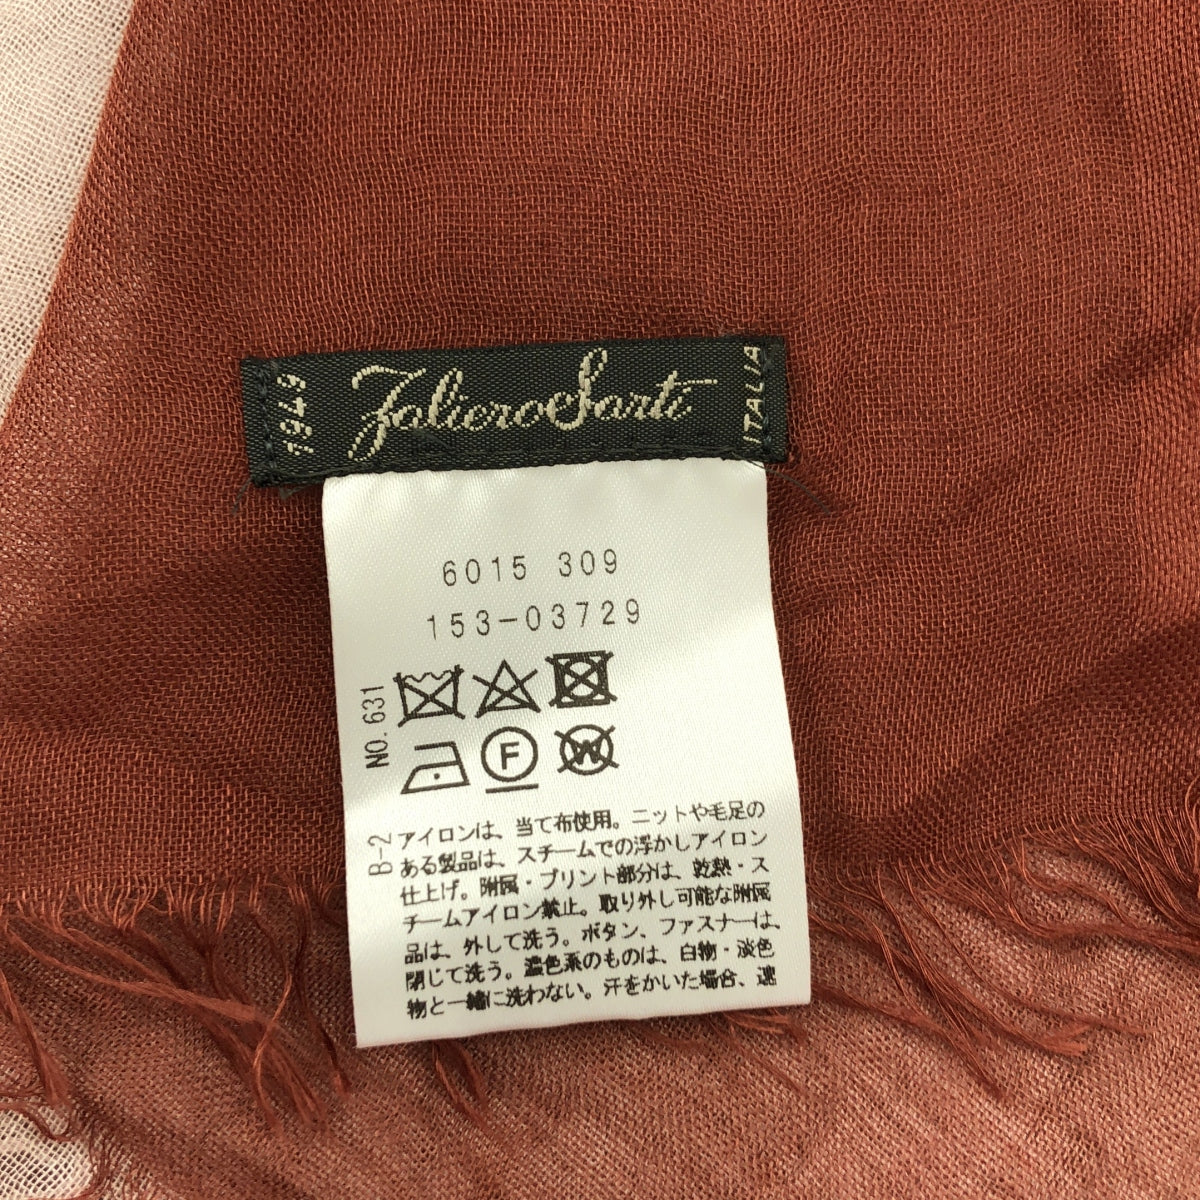 1949 Faliero Sarti ITALIA
6015 309
153-03729
NO. 631
F
W
B-2
アイロンは、当て布使用。ニットや毛足の
ある製品は、スチームでの浮かしアイロン
仕上げ。附属・プリント部分は、乾熱・ス
チームアイロン禁止。取り外し可能な附属
品は、外して洗う。ボタン、ファスナーは、
閉じて洗う。濃色系のものは、白物・淡色
物と一緒に洗わない。汗をかいた場合、速